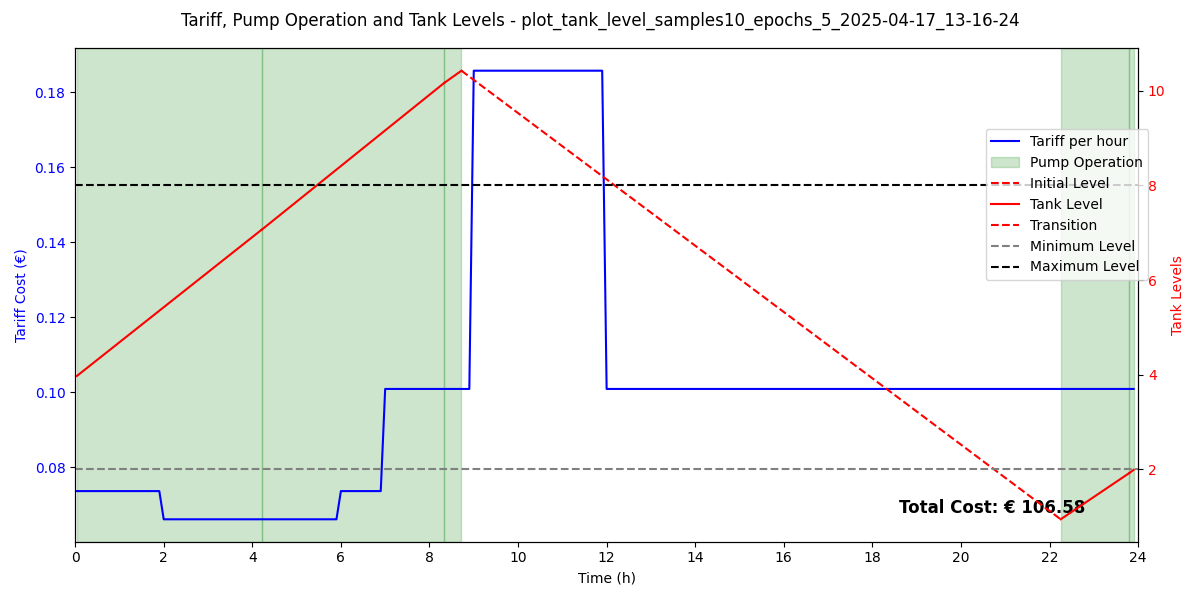 Tariff, Pump Operation and Tank Levels - plot_tank_level_samples10_epochs_5_2025-04-17_13-16-24
0.18
0.16
0.14
0.12
0.10
0.08
Tariff Cost (€)
10
8
6
4
2
Tank Levels
Tariff per hour
Pump Operation
Initial Level
Tank Level
Transition
Minimum Level
Maximum Level
Total Cost: € 106.58
0 2 4 6 8 10 12 14 16 18 20 22 24
Time (h)